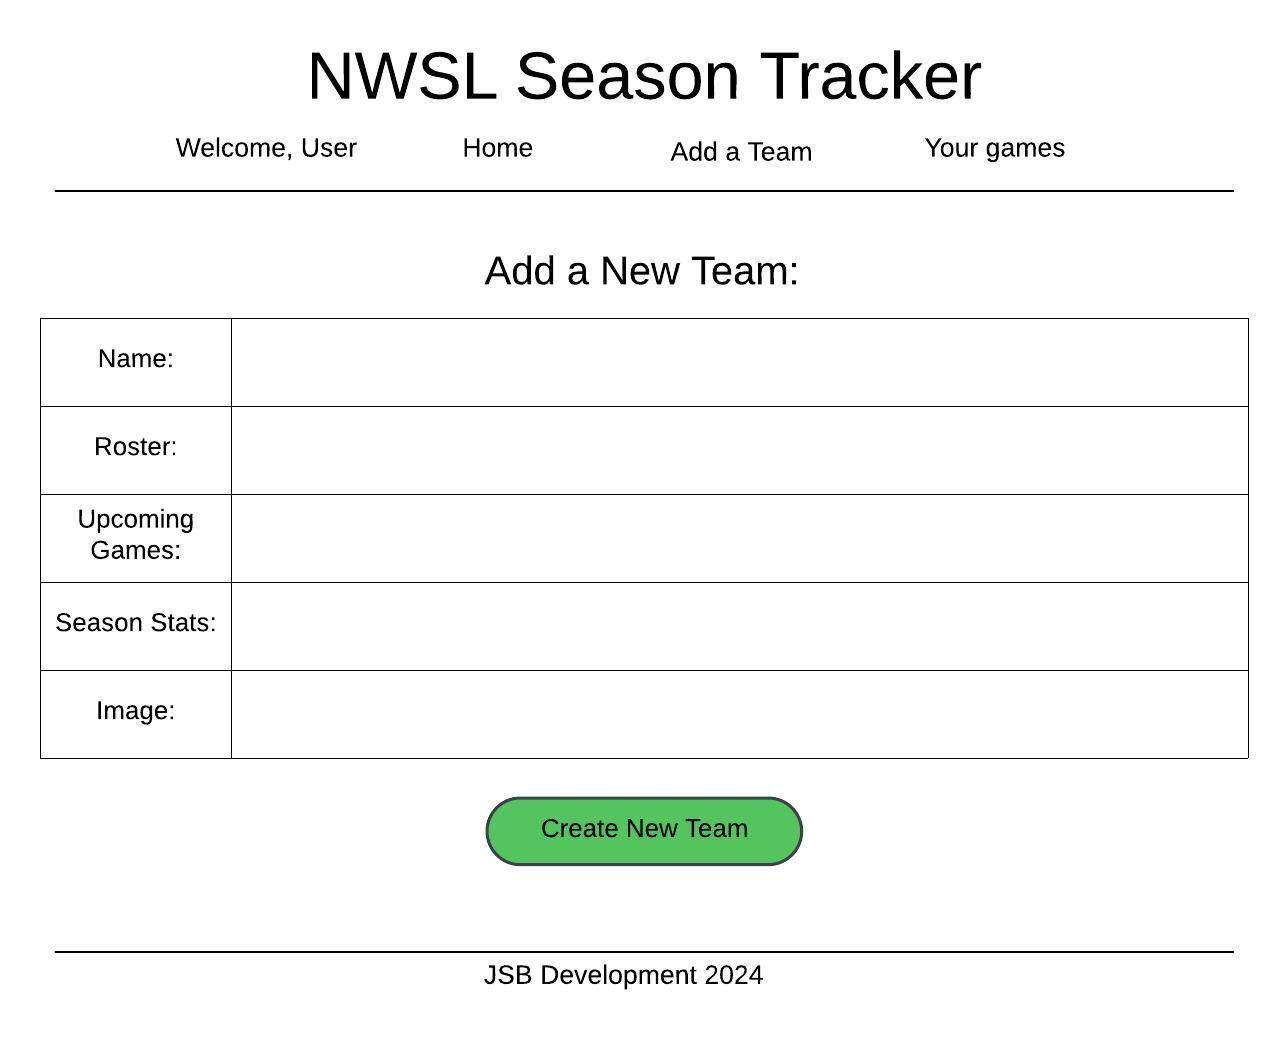 NWSL Season Tracker
Welcome, User
Home
Add a Team
Your games
Add a New Team:
Name:
Roster:
Upcoming
Games:
Season Stats:
Image:
Create New Team
JSB Development 2024